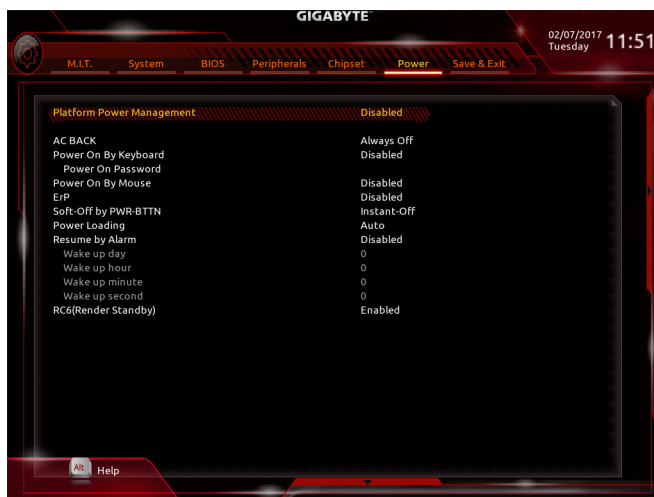 GIGABYTE™
02/07/2017
Tuesday
11:51
M.I.T. System BIOS Peripherals Chipset Power Save & Exit
Platform Power Management Disabled
AC BACK Always Off
Power On By Keyboard Disabled
Power On Password
Power On By Mouse Disabled
ErP Disabled
Soft-Off by PWR-BTTN Instant-Off
Power Loading Auto
Resume by Alarm Disabled
Wake up day 0
Wake up hour 0
Wake up minute 0
Wake up second 0
RC6(Render Standby) Enabled
Alt Help